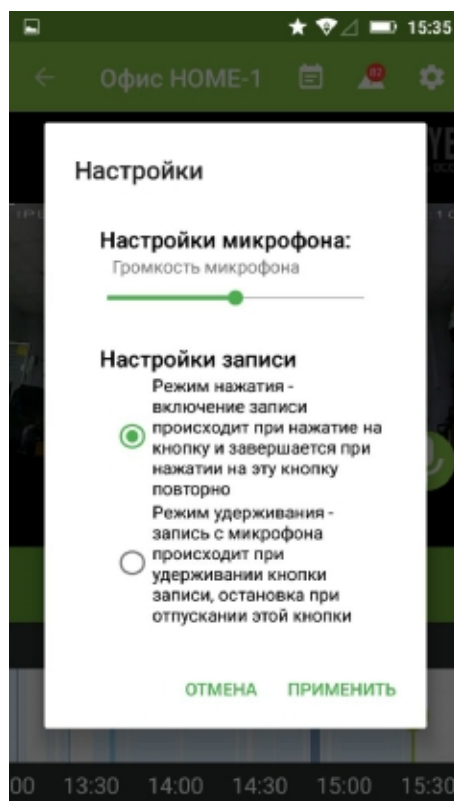 15:35
Офис HOME-1
Настройки
Настройки микрофона:
Громкость микрофона
Настройки записи
Режим нажатия -
включение записи
происходит при нажатие на
кнопку и завершается при
нажатии на эту кнопку
повторно
Режим удерживания -
запись с микрофона
происходит при
удерживании кнопки
записи, остановка при
отпускании этой кнопки
ОТМЕНА ПРИМЕНИТЬ
00 13:30 14:00 14:30 15:00 15:30